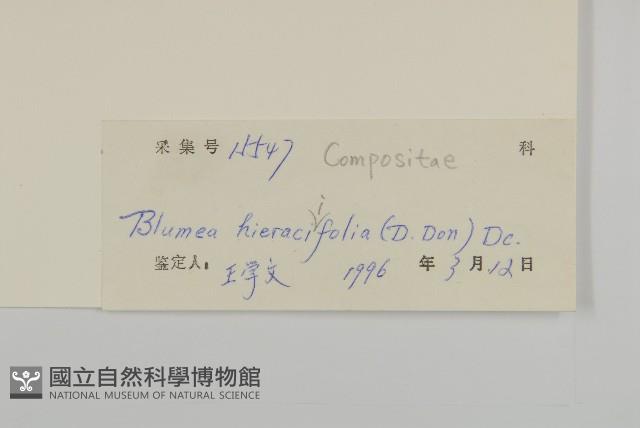 采集号 15547 Compositae 科
i
Blumea hieracifolia (D. Don) Dc.
鉴定人: 王学文 1996 年 3 月 12 日
國立自然科學博物館
NATIONAL MUSEUM OF NATURAL SCIENCE